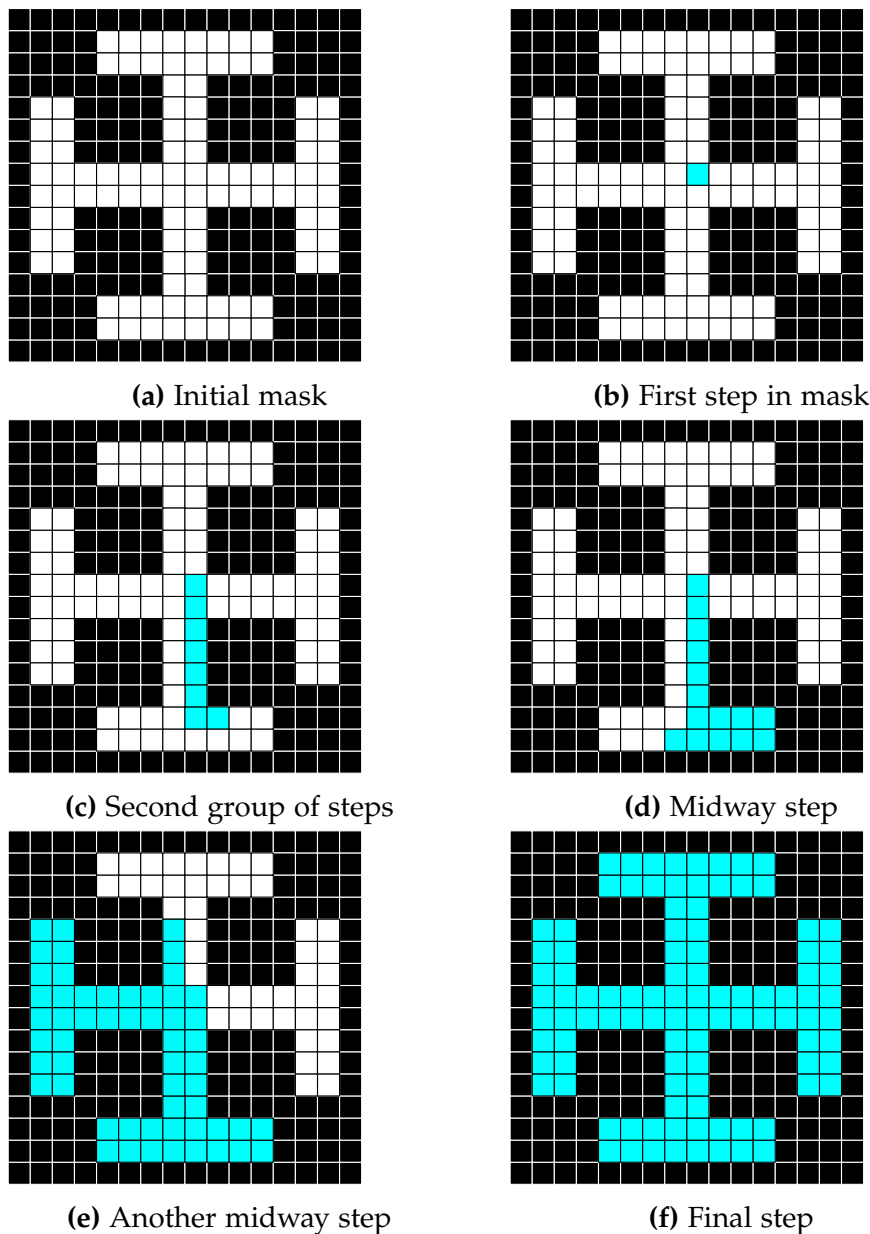 (a) Initial mask
(b) First step in mask
(c) Second group of steps
(d) Midway step
(e) Another midway step
(f) Final step